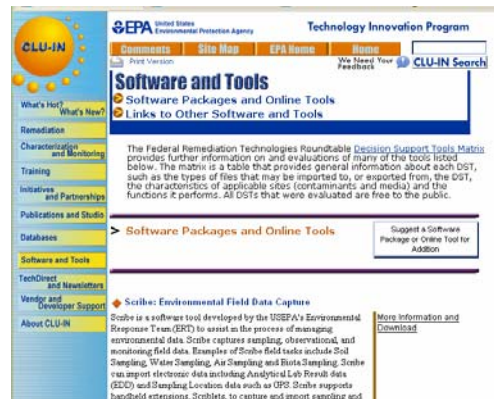 CLU-IN
EPA United States Environmental Protection Agency
Technology Innovation Program
Comments Site Map EPA Home Home
Print Version
We Need Your Feedback
CLU-IN Search
Software and Tools
Software Packages and Online Tools
Links to Other Software and Tools
What's Hot?
What's New?
Remediation
Characterization
and Monitoring
Training
Initiatives
and Partnerships
Publications and Studio
Databases
Software and Tools
TechDirect
and Newsletters
Vendor and
Developer Support
About CLU-IN
The Federal Remediation Technologies Roundtable Decision Support Tools Matrix
provides further information on and evaluations of many of the tools listed
below. The matrix is a table that provides general information about each DST,
such as the types of files that may be imported to, or exported from, the DST,
the characteristics of applicable sites (contaminants and media) and the
functions it performs. All DSTs that were evaluated are free to the public.
> Software Packages and Online Tools
Suggest a Software
Package or Online Tool for
Addition
Scribe: Environmental Field Data Capture
Scribe is a software tool developed by the USEPA's Environmental
Response Team (ERT) to assist in the process of managing
environmental data. Scribe captures sampling, observational, and
monitoring field data. Examples of Scribe field tasks include Soil
Sampling, Water Sampling, Air Sampling and Biota Sampling. Scribe
can import electronic data including Analytical Lab Result data
(EDD) and Sampling Location data such as GPS. Scribe supports
handheld extensions, Scriblets, to capture and import sampling and
More Information and
Download